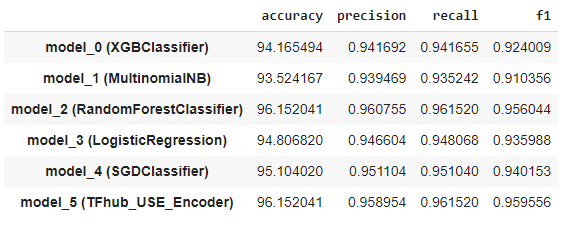 accuracy precision recall f1
model_0 (XGBClassifier) 94.165494 0.941692 0.941655 0.924009
model_1 (MultinomialNB) 93.524167 0.939469 0.935242 0.910356
model_2 (RandomForestClassifier) 96.152041 0.960755 0.961520 0.956044
model_3 (LogisticRegression) 94.806820 0.946604 0.948068 0.935988
model_4 (SGDClassifier) 95.104020 0.951104 0.951040 0.940153
model_5 (TFhub_USE_Encoder) 96.152041 0.958954 0.961520 0.959556